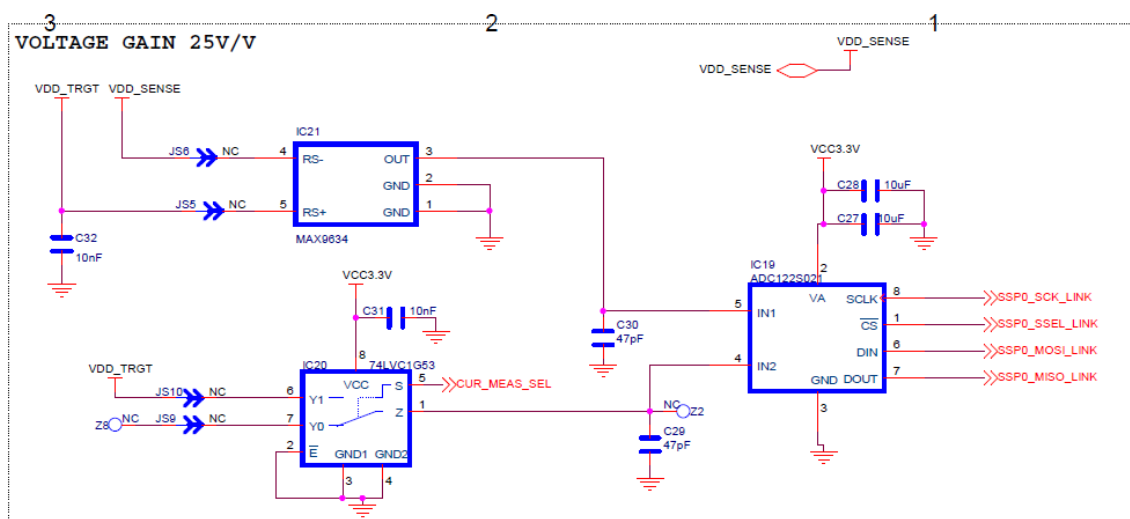 3 2 1
VOLTAGE GAIN 25V/V
VDD_SENSE
VDD_SENSE
VDD_TRGT VDD_SENSE
IC21
JS6 NC 4 RS- OUT 3
GND 2
JS5 NC 5 RS+ GND 1
MAX9634
C32
10nF
VCC3.3V
C28 10uF
C27 10uF
IC19
ADC122S021
2
VA
5 IN1 SCLK 8 SSP0_SCK_LINK
CS 1 SSP0_SSEL_LINK
4 IN2 DIN 6 SSP0_MOSI_LINK
GND DOUT 7 SSP0_MISO_LINK
3
C30
47pF
VCC3.3V
C31 10nF
IC20 8 74LVC1G53
VDD_TRGT
VCC S 5 CUR_MEAS_SEL
JS10 NC 6 Y1
Z 1 NC Z2
Z8 NC JS9 NC 7 Y0
2 E
GND1 GND2
3 4
C29
47pF